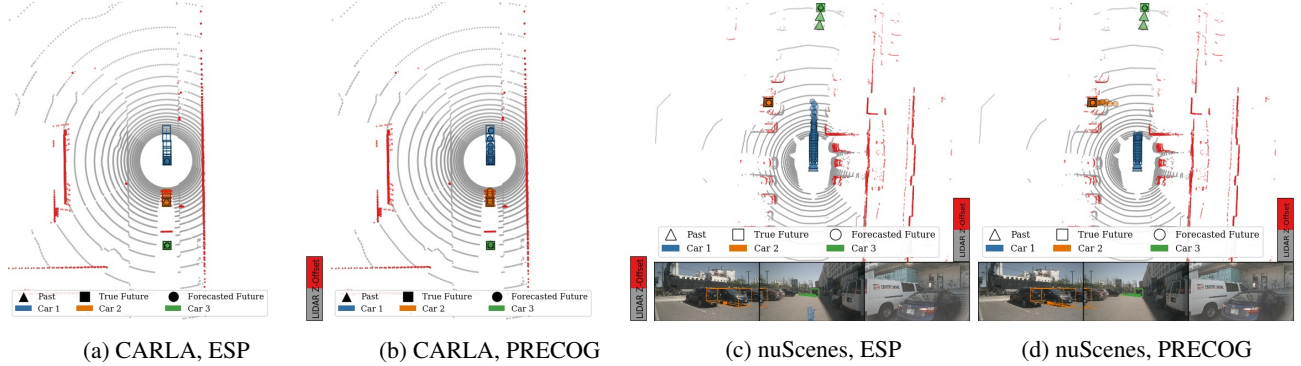 LIDAR Z-Offset
Past True Future Forecasted Future
Car 1 Car 2 Car 3
Past True Future Forecasted Future
Car 1 Car 2 Car 3
LIDAR Z-Offset
Past True Future Forecasted Future
Car 1 Car 2 Car 3
LIDAR Z-Offset
Past True Future Forecasted Future
Car 1 Car 2 Car 3
LIDAR Z-Offset
(a) CARLA, ESP
(b) CARLA, PRECOG
(c) nuScenes, ESP
(d) nuScenes, PRECOG